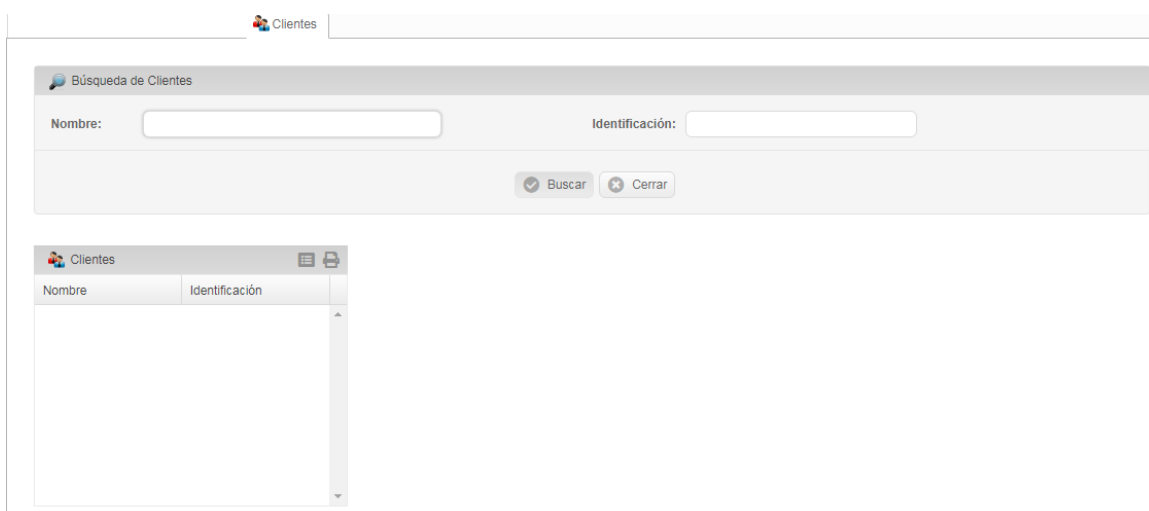 Clientes
Búsqueda de Clientes
Nombre: Identificación:
Buscar Cerrar
Clientes
Nombre Identificación